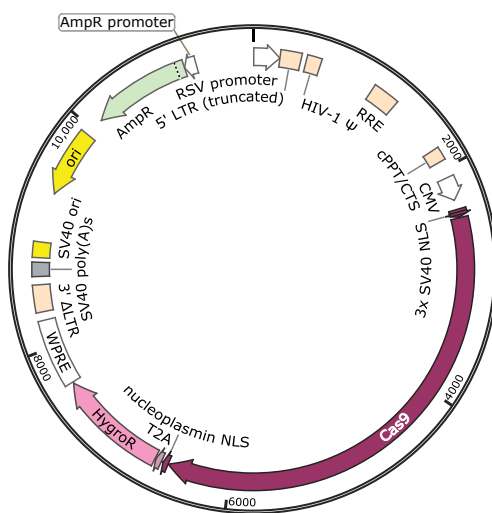 AmpR promoter
RSV promoter
5' LTR (truncated)
HIV-1 Ψ
RRE
2000
cPPT/CTS
CMV
3x SV40 NLS
Cas9
4000
6000
nucleoplasmin NLS
T2A
HygroR
WPRE
8000
3' ΔLTR
SV40 poly(A)s
SV40 ori
ori
10,000
AmpR